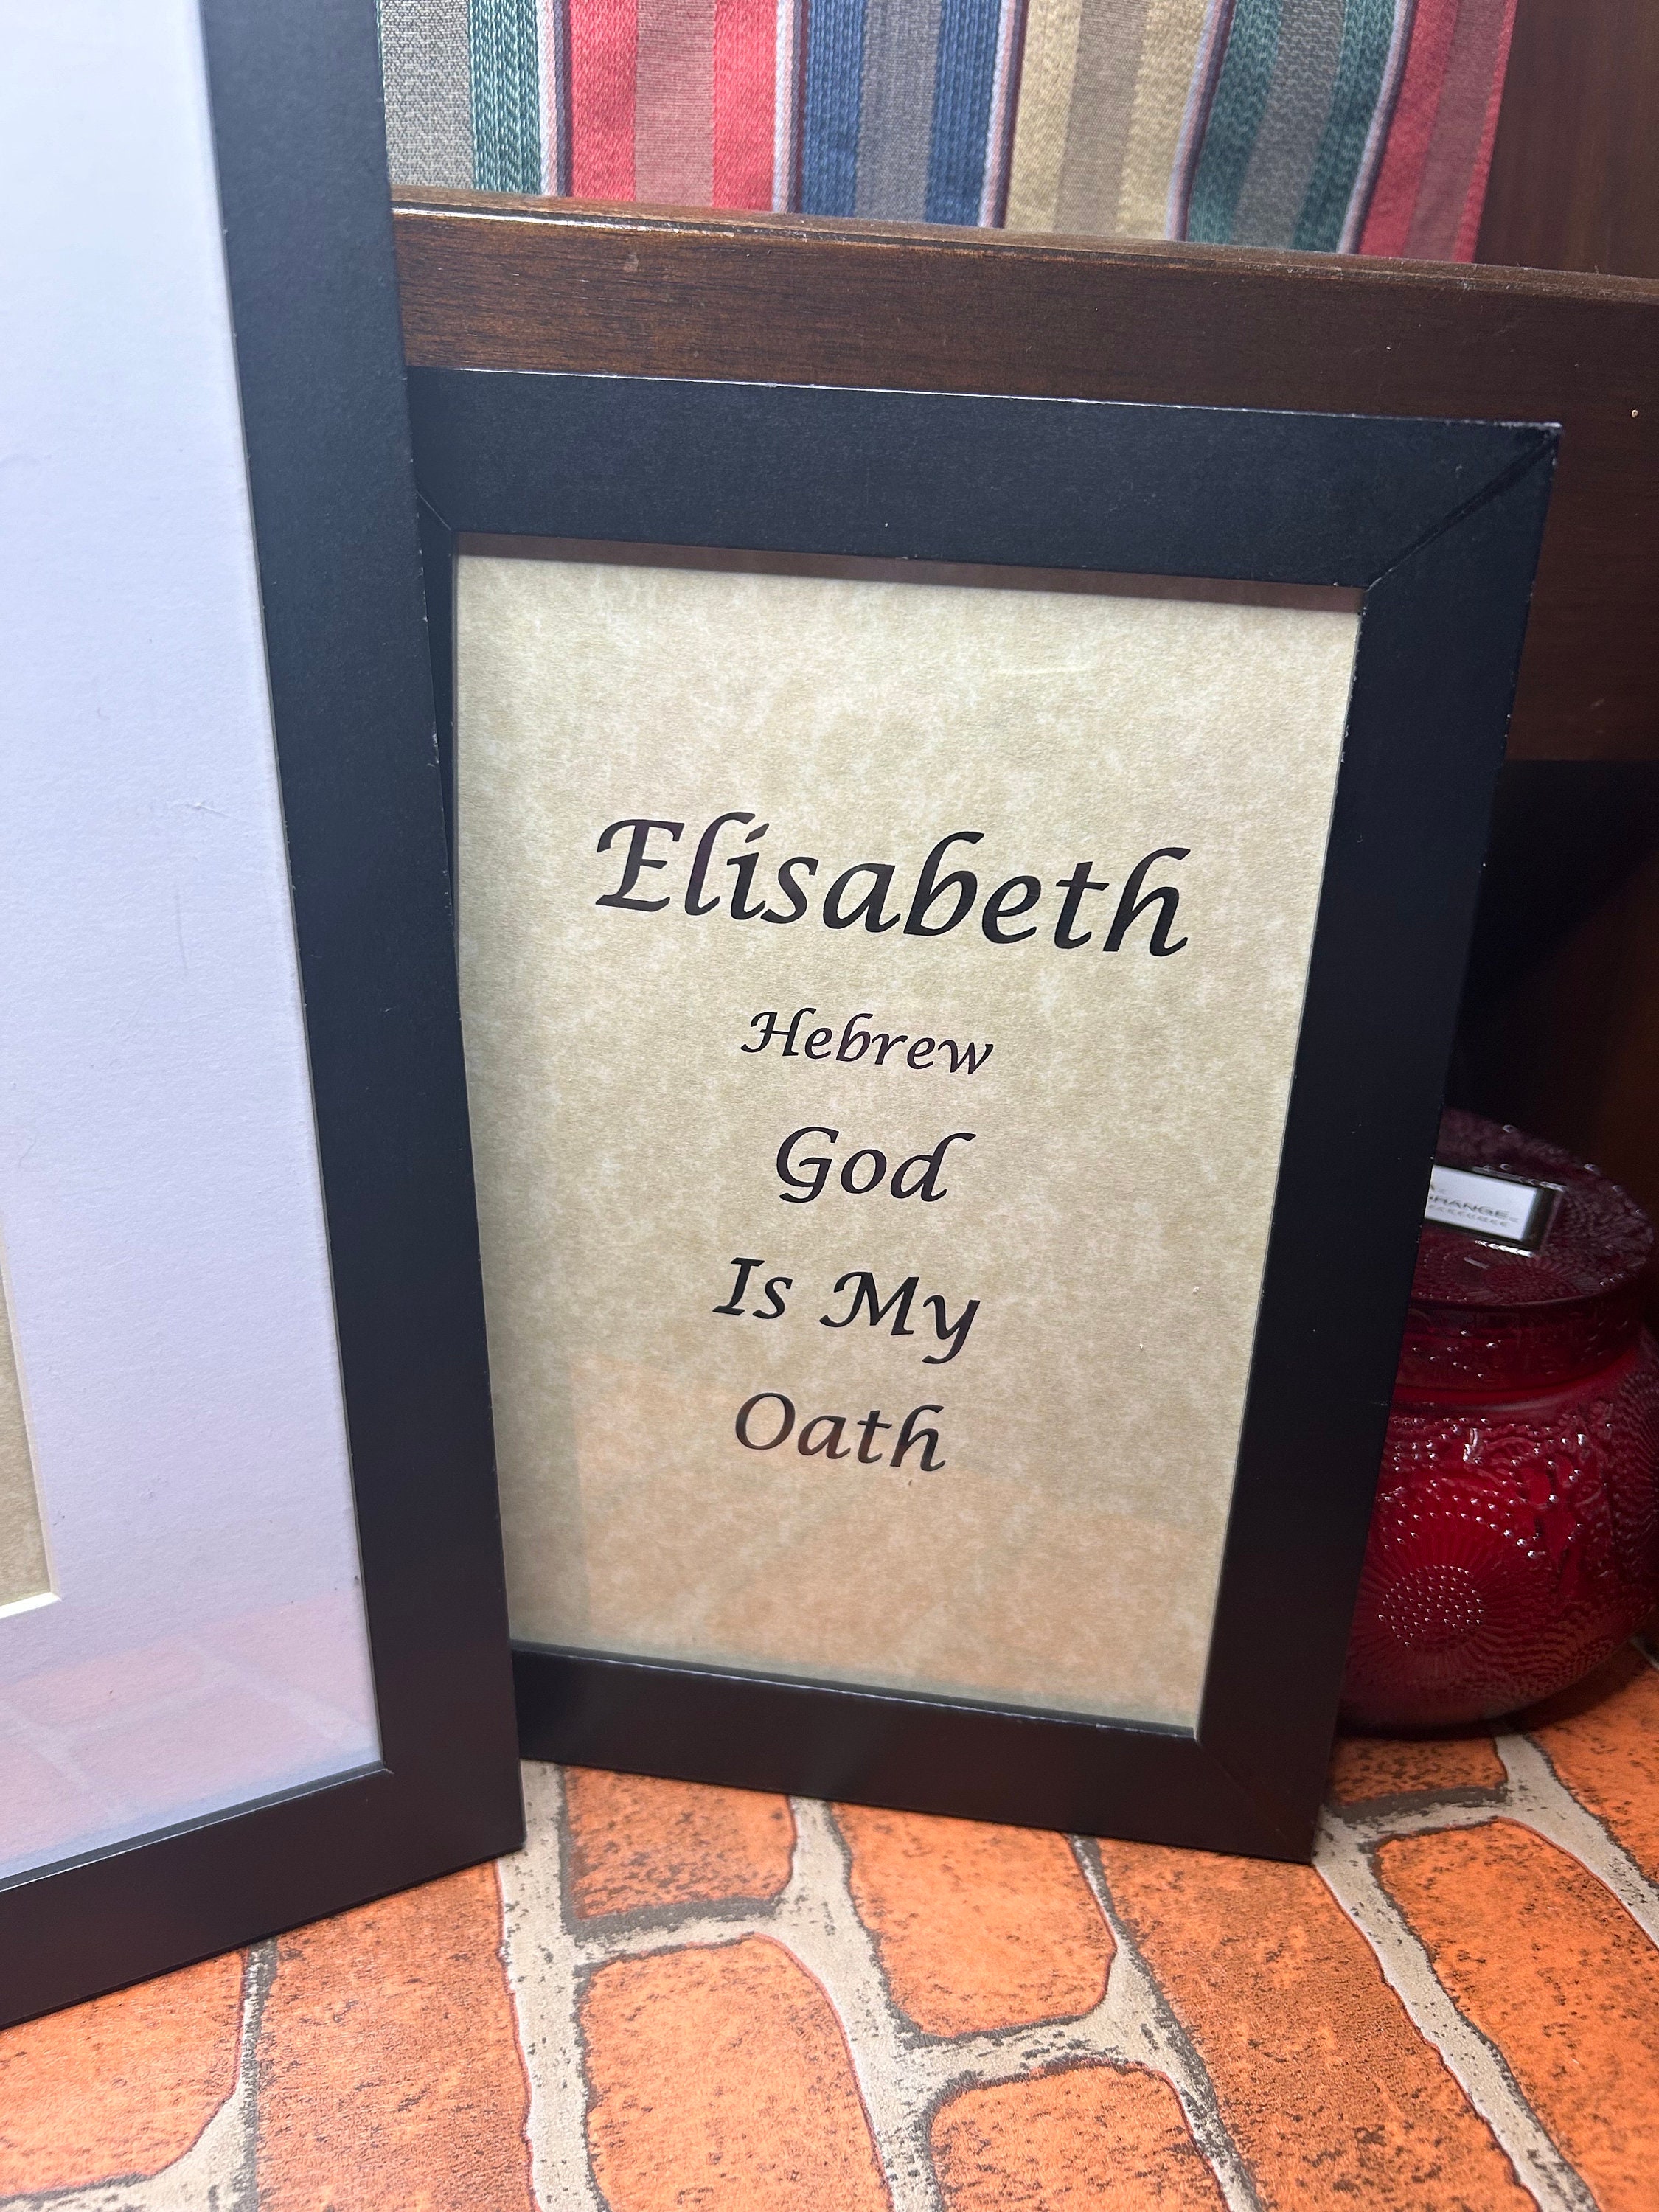 Elisabeth
Hebrew
God
Is My
Oath